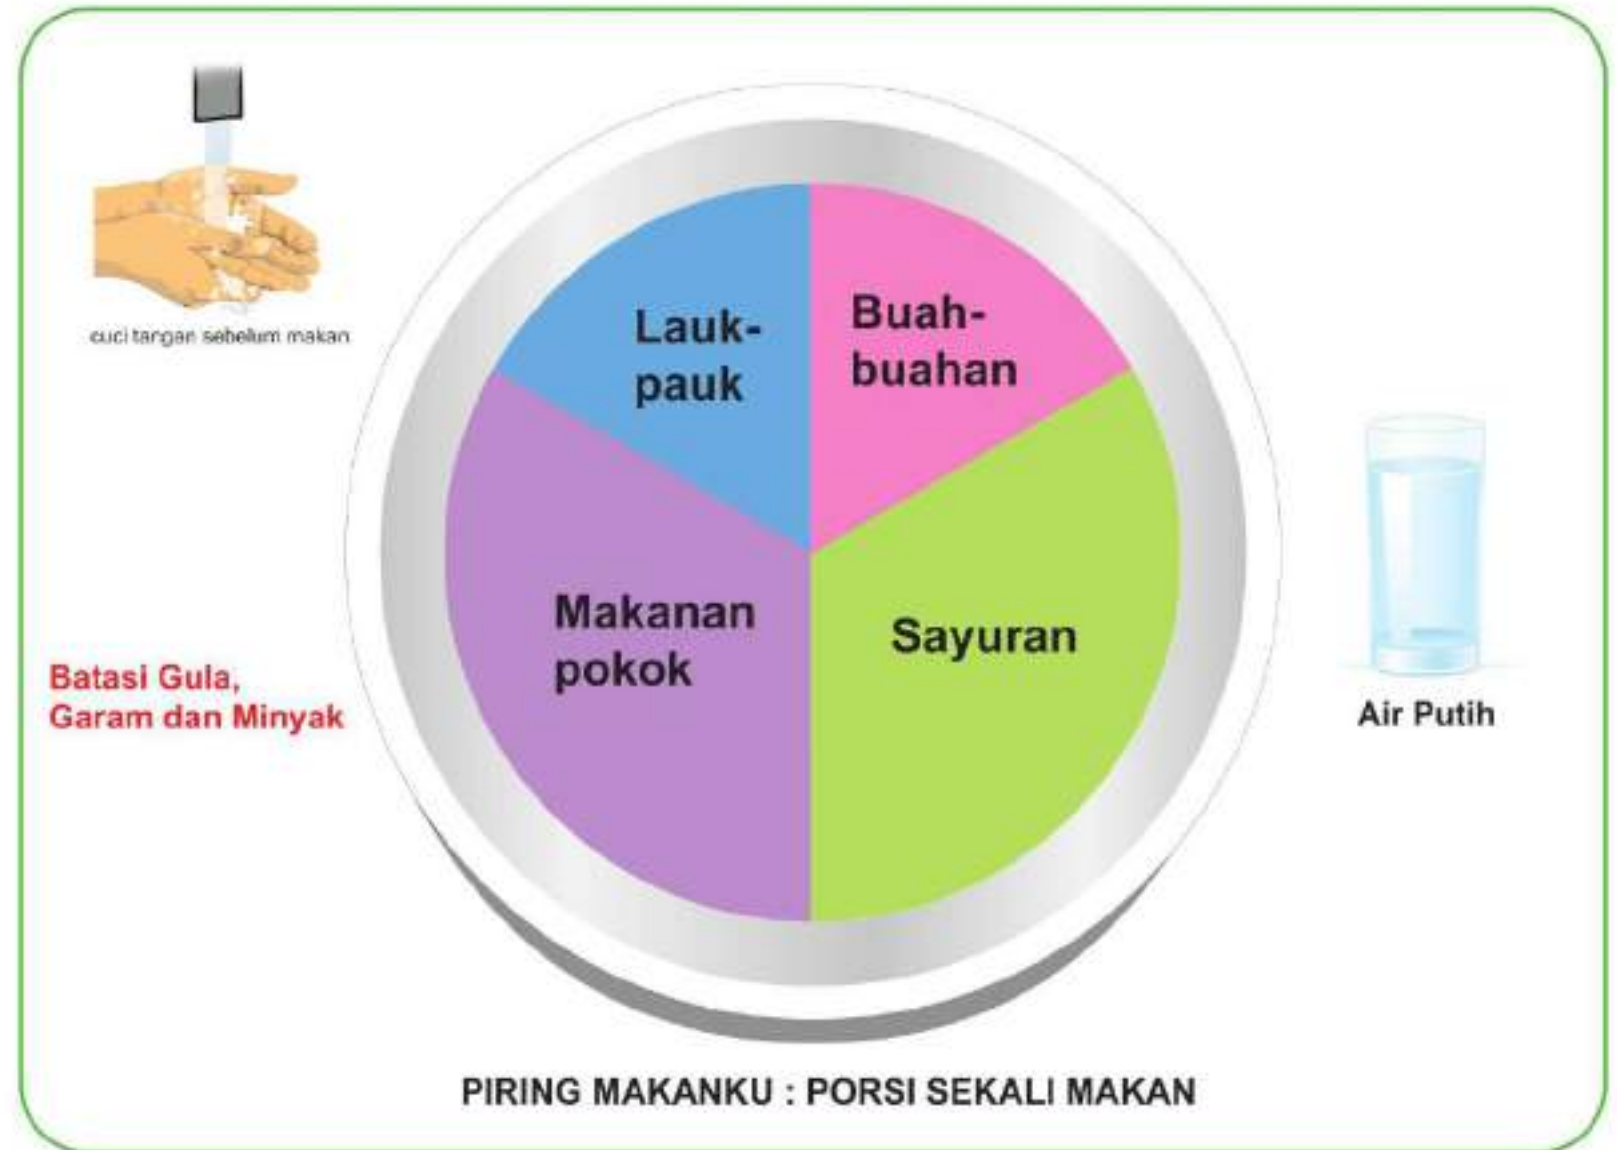 cuci tangan sebelum makan
Lauk-
pauk
Buah-
buahan
Makanan
pokok
Sayuran
Batasi Gula,
Garam dan Minyak
Air Putih
PIRING MAKANKU : PORSI SEKALI MAKAN